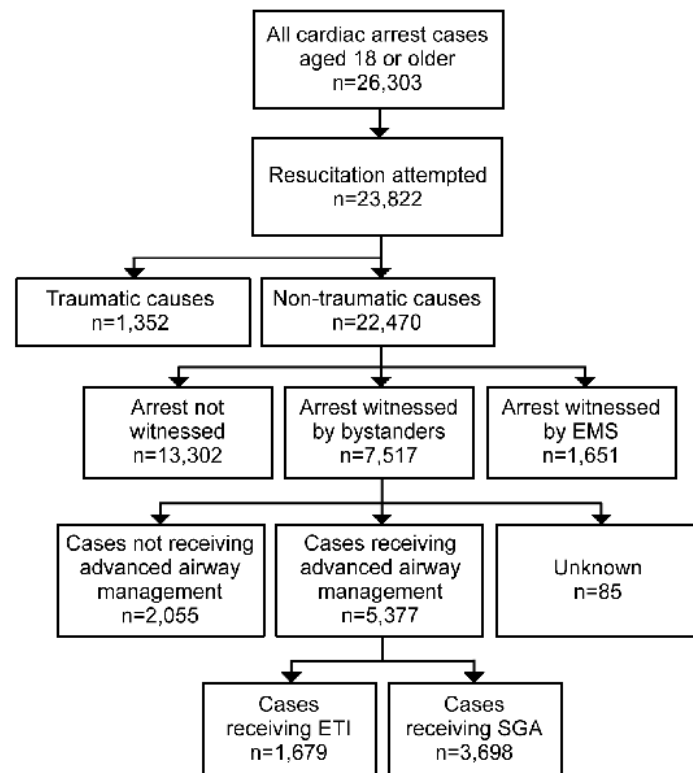 All cardiac arrest cases
aged 18 or older
n=26,303
Resucitation attempted
n=23,822
Traumatic causes
n=1,352
Non-traumatic causes
n=22,470
Arrest not
witnessed
n=13,302
Arrest witnessed
by bystanders
n=7,517
Arrest witnessed
by EMS
n=1,651
Cases not receiving
advanced airway
management
n=2,055
Cases receiving
advanced airway
management
n=5,377
Unknown
n=85
Cases
receiving ETI
n=1,679
Cases
receiving SGA
n=3,698